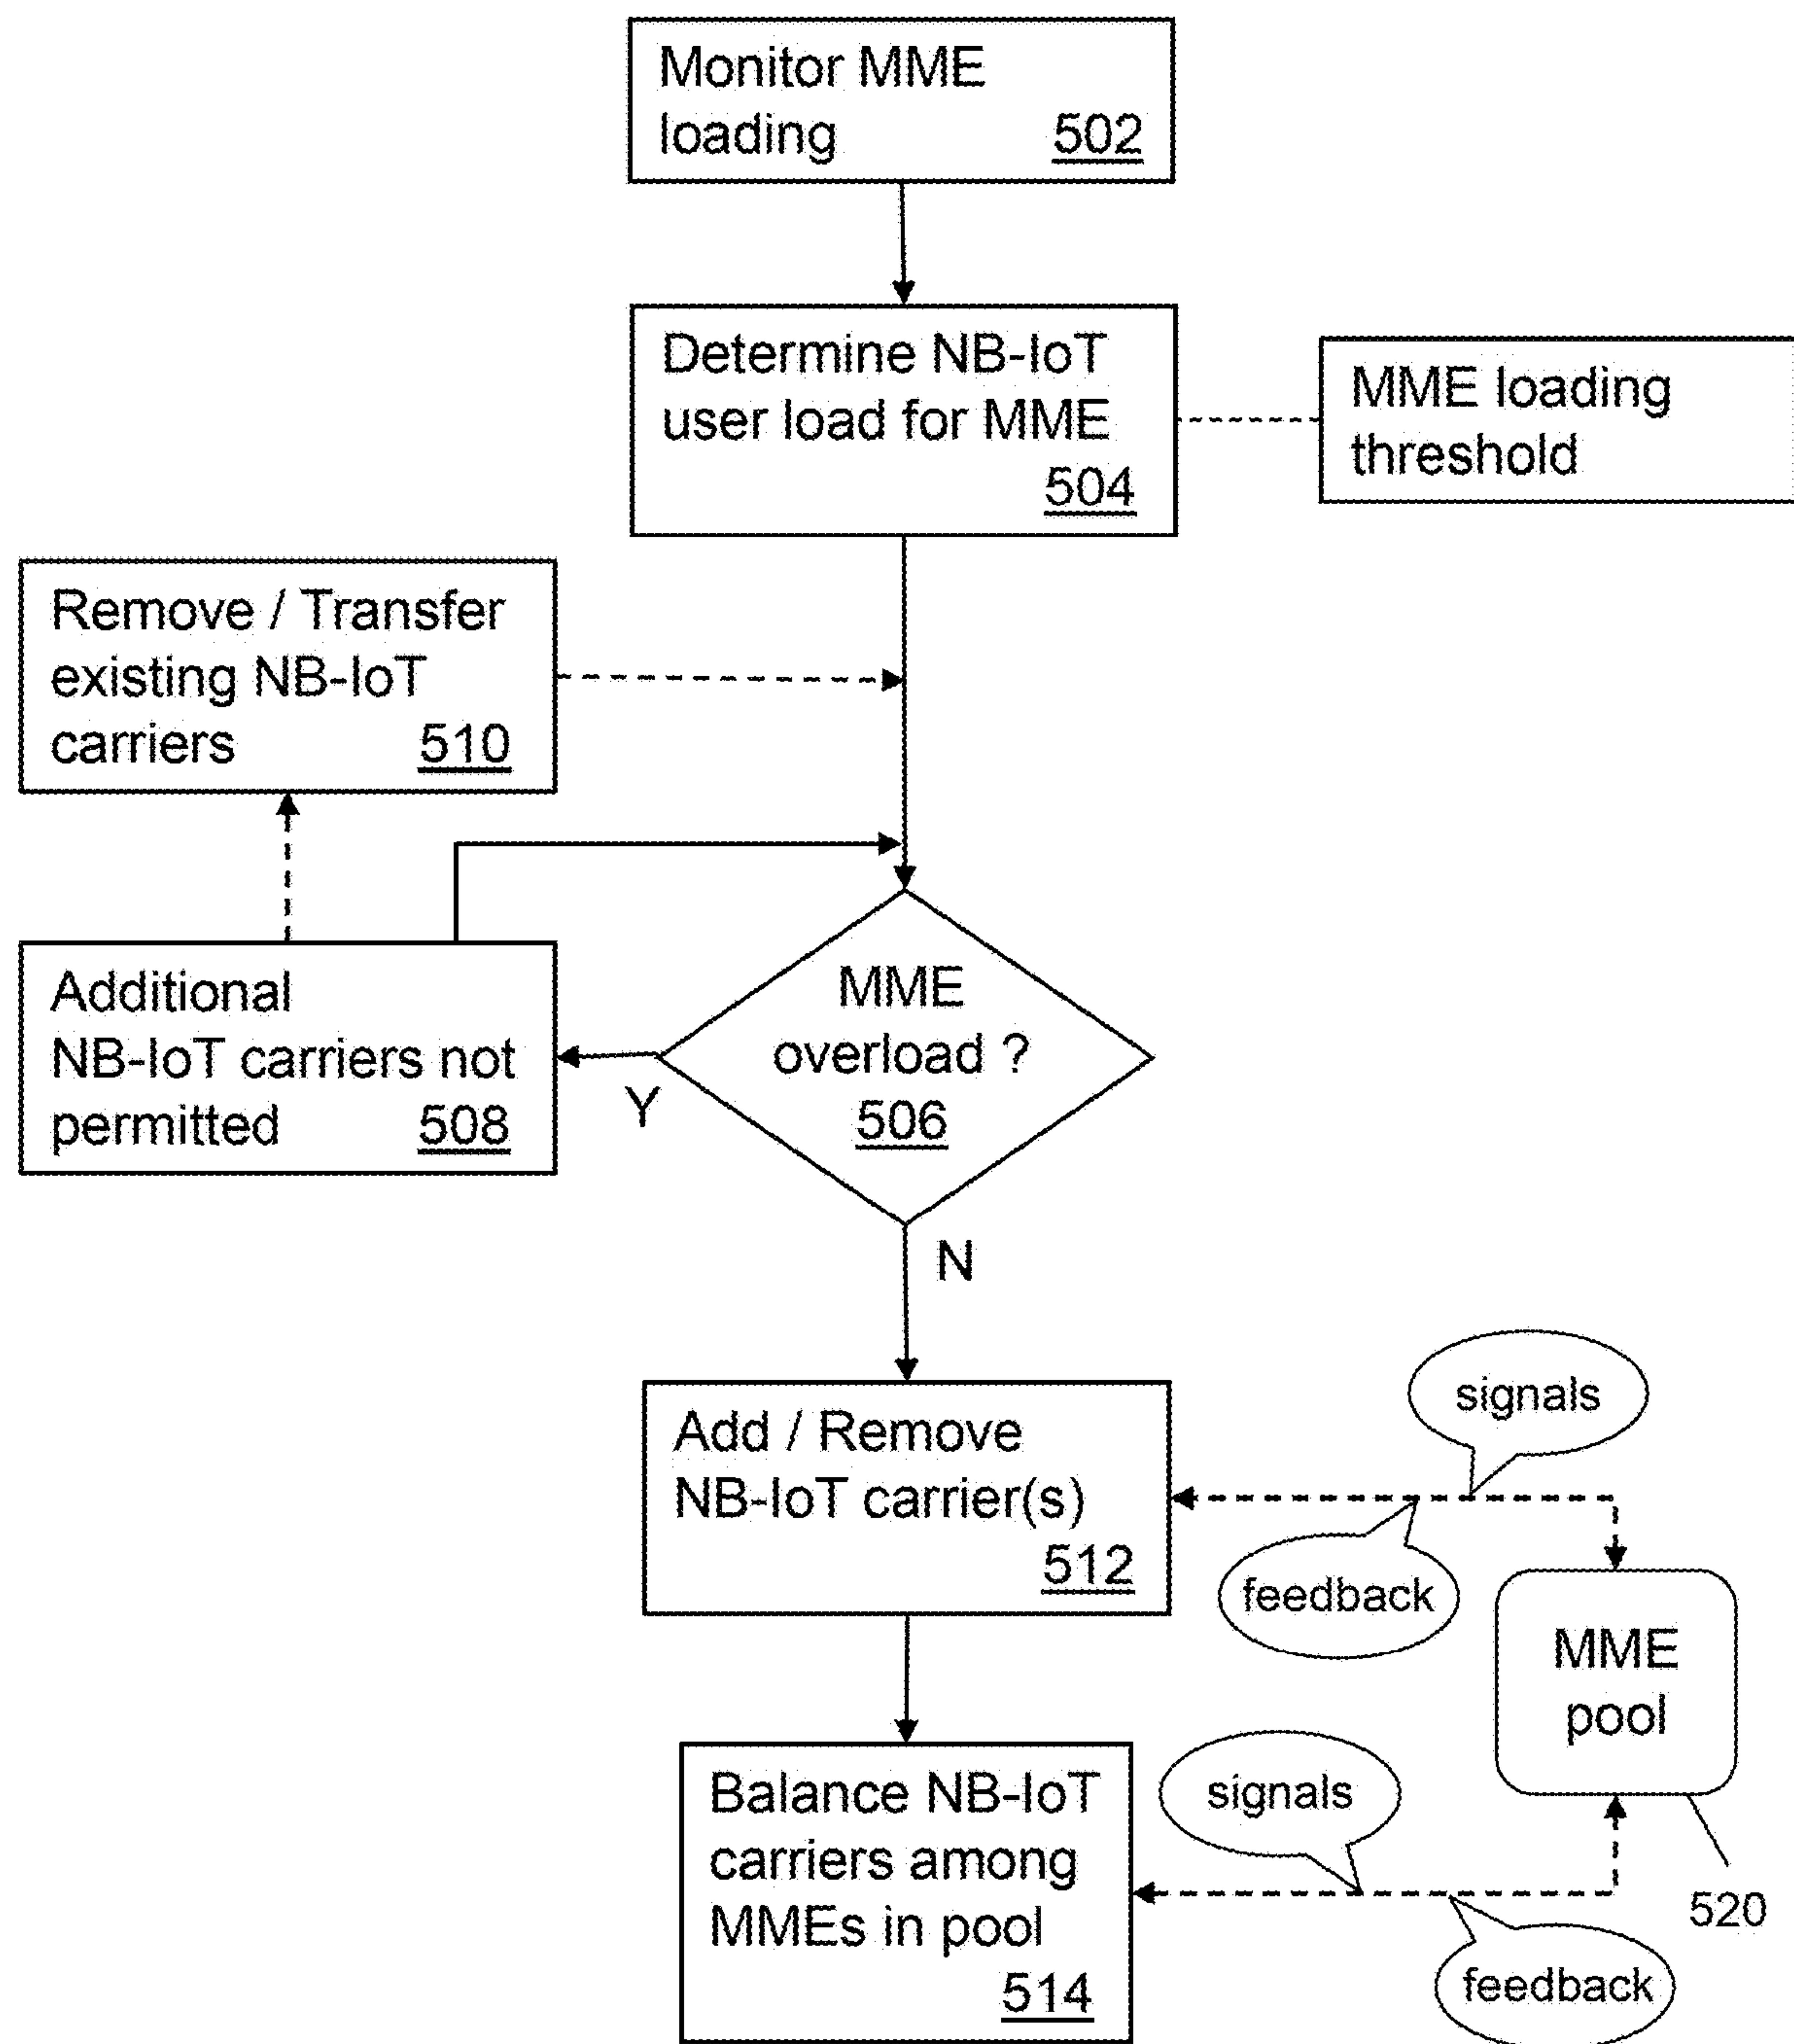 Monitor MME
loading 502
Determine NB-IoT
user load for MME
504
MME loading
threshold
Remove / Transfer
existing NB-IoT
carriers 510
Additional
NB-IoT carriers not
permitted 508
MME
overload ?
506
Y
N
Add / Remove
NB-IoT carrier(s)
512
signals
feedback
MME
pool
520
Balance NB-IoT
carriers among
MMEs in pool
514
signals
feedback